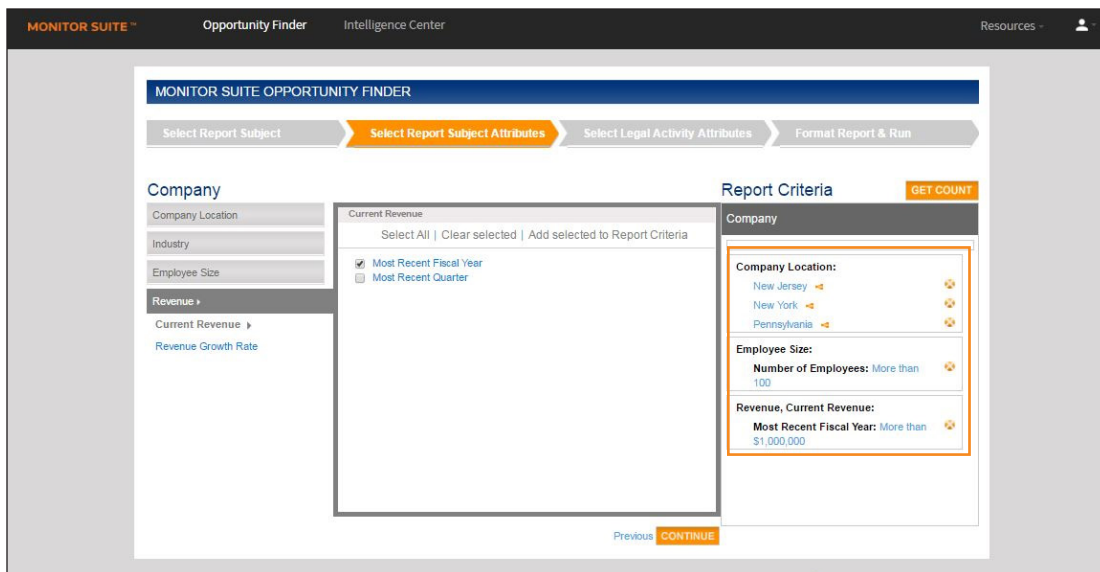 MONITOR SUITE™ Opportunity Finder Intelligence Center Resources
MONITOR SUITE OPPORTUNITY FINDER
Select Report Subject Select Report Subject Attributes Select Legal Activity Attributes Format Report & Run
Company
Company Location
Industry
Employee Size
Revenue
Current Revenue
Revenue Growth Rate
Current Revenue
Select All | Clear selected | Add selected to Report Criteria
Most Recent Fiscal Year
Most Recent Quarter
Previous CONTINUE
Report Criteria GET COUNT
Company
Company Location:
New Jersey
New York
Pennsylvania
Employee Size:
Number of Employees: More than
100
Revenue, Current Revenue:
Most Recent Fiscal Year: More than
$1,000,000